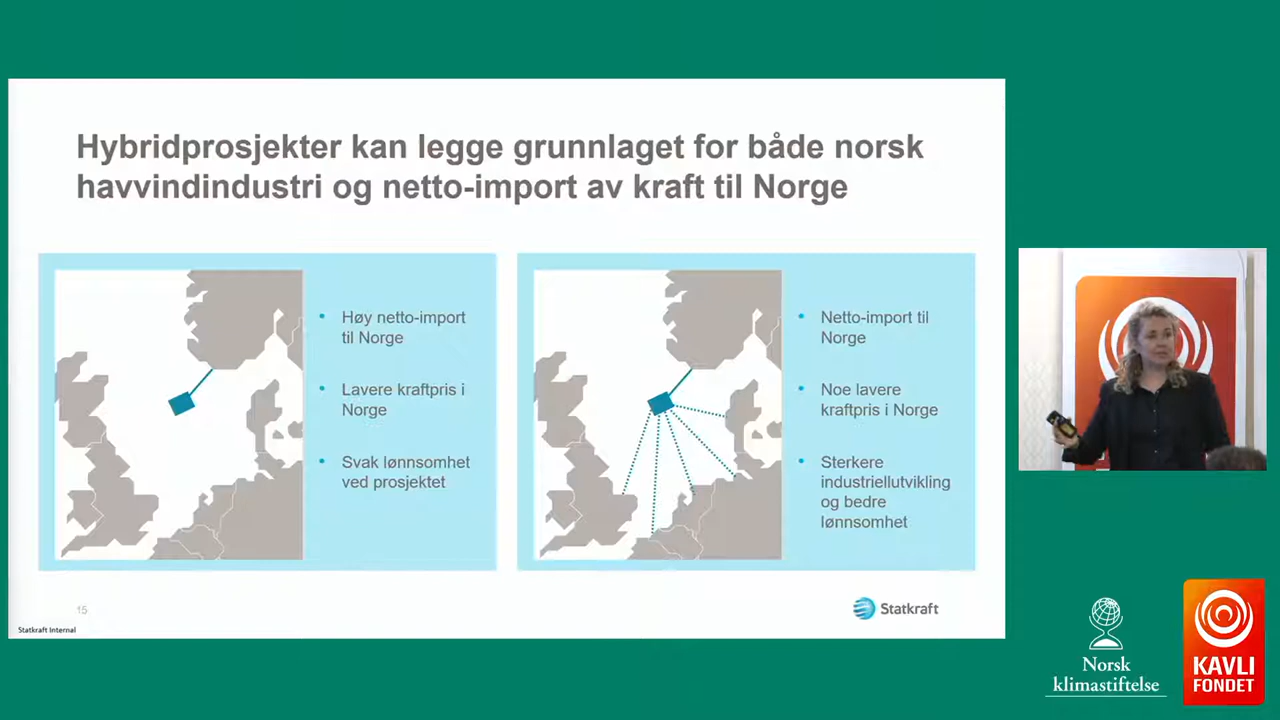 Hybridprosjekter kan legge grunnlaget for både norsk
havvindindustri og netto-import av kraft til Norge
• Høy netto-import
til Norge
• Lavere kraftpris i
Norge
• Svak lønnsomhet
ved prosjektet
• Netto-import til
Norge
• Noe lavere
kraftpris i Norge
• Sterkere
industriellutvikling
og bedre
lønnsomhet
15
Statkraft
Statkraft Internal
Norsk
klimastiftelse
KAVLI
FONDET